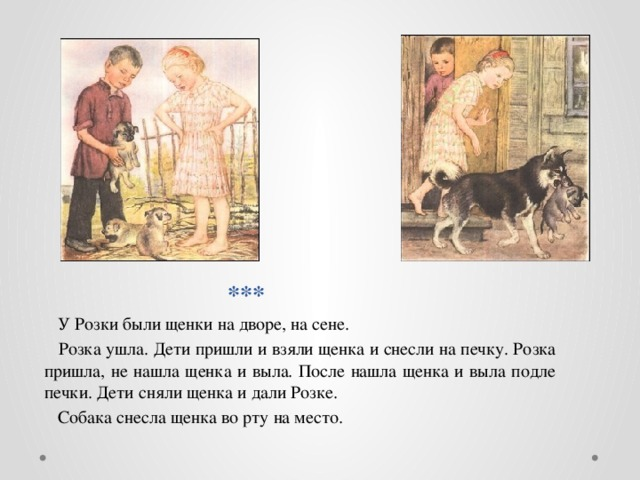 ***
У Розки были щенки на дворе, на сене.
Розка ушла. Дети пришли и взяли щенка и снесли на печку. Розка
пришла, не нашла щенка и выла. После нашла щенка и выла подле
печки. Дети сняли щенка и дали Розке.
Собака снесла щенка во рту на место.